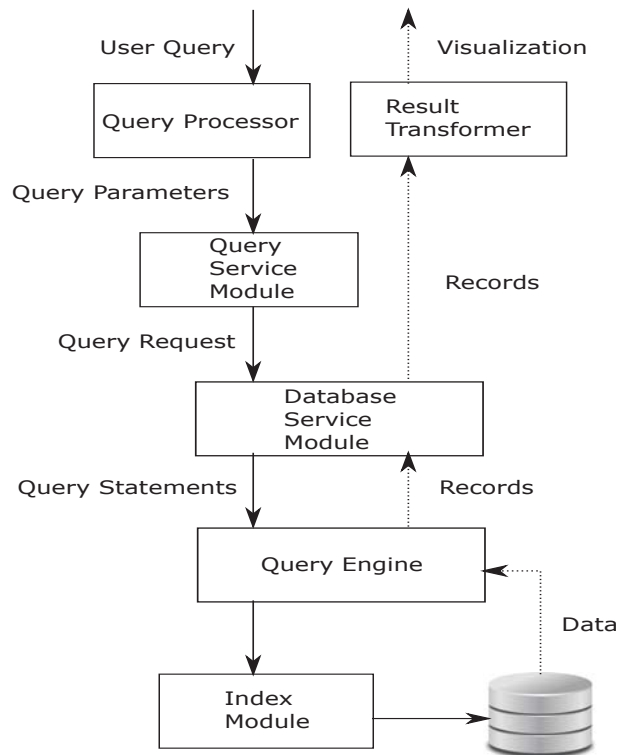 User Query
Visualization
Query Processor
Result
Transformer
Query Parameters
Query
Service
Module
Records
Query Request
Database
Service
Module
Query Statements
Records
Query Engine
Data
Index
Module